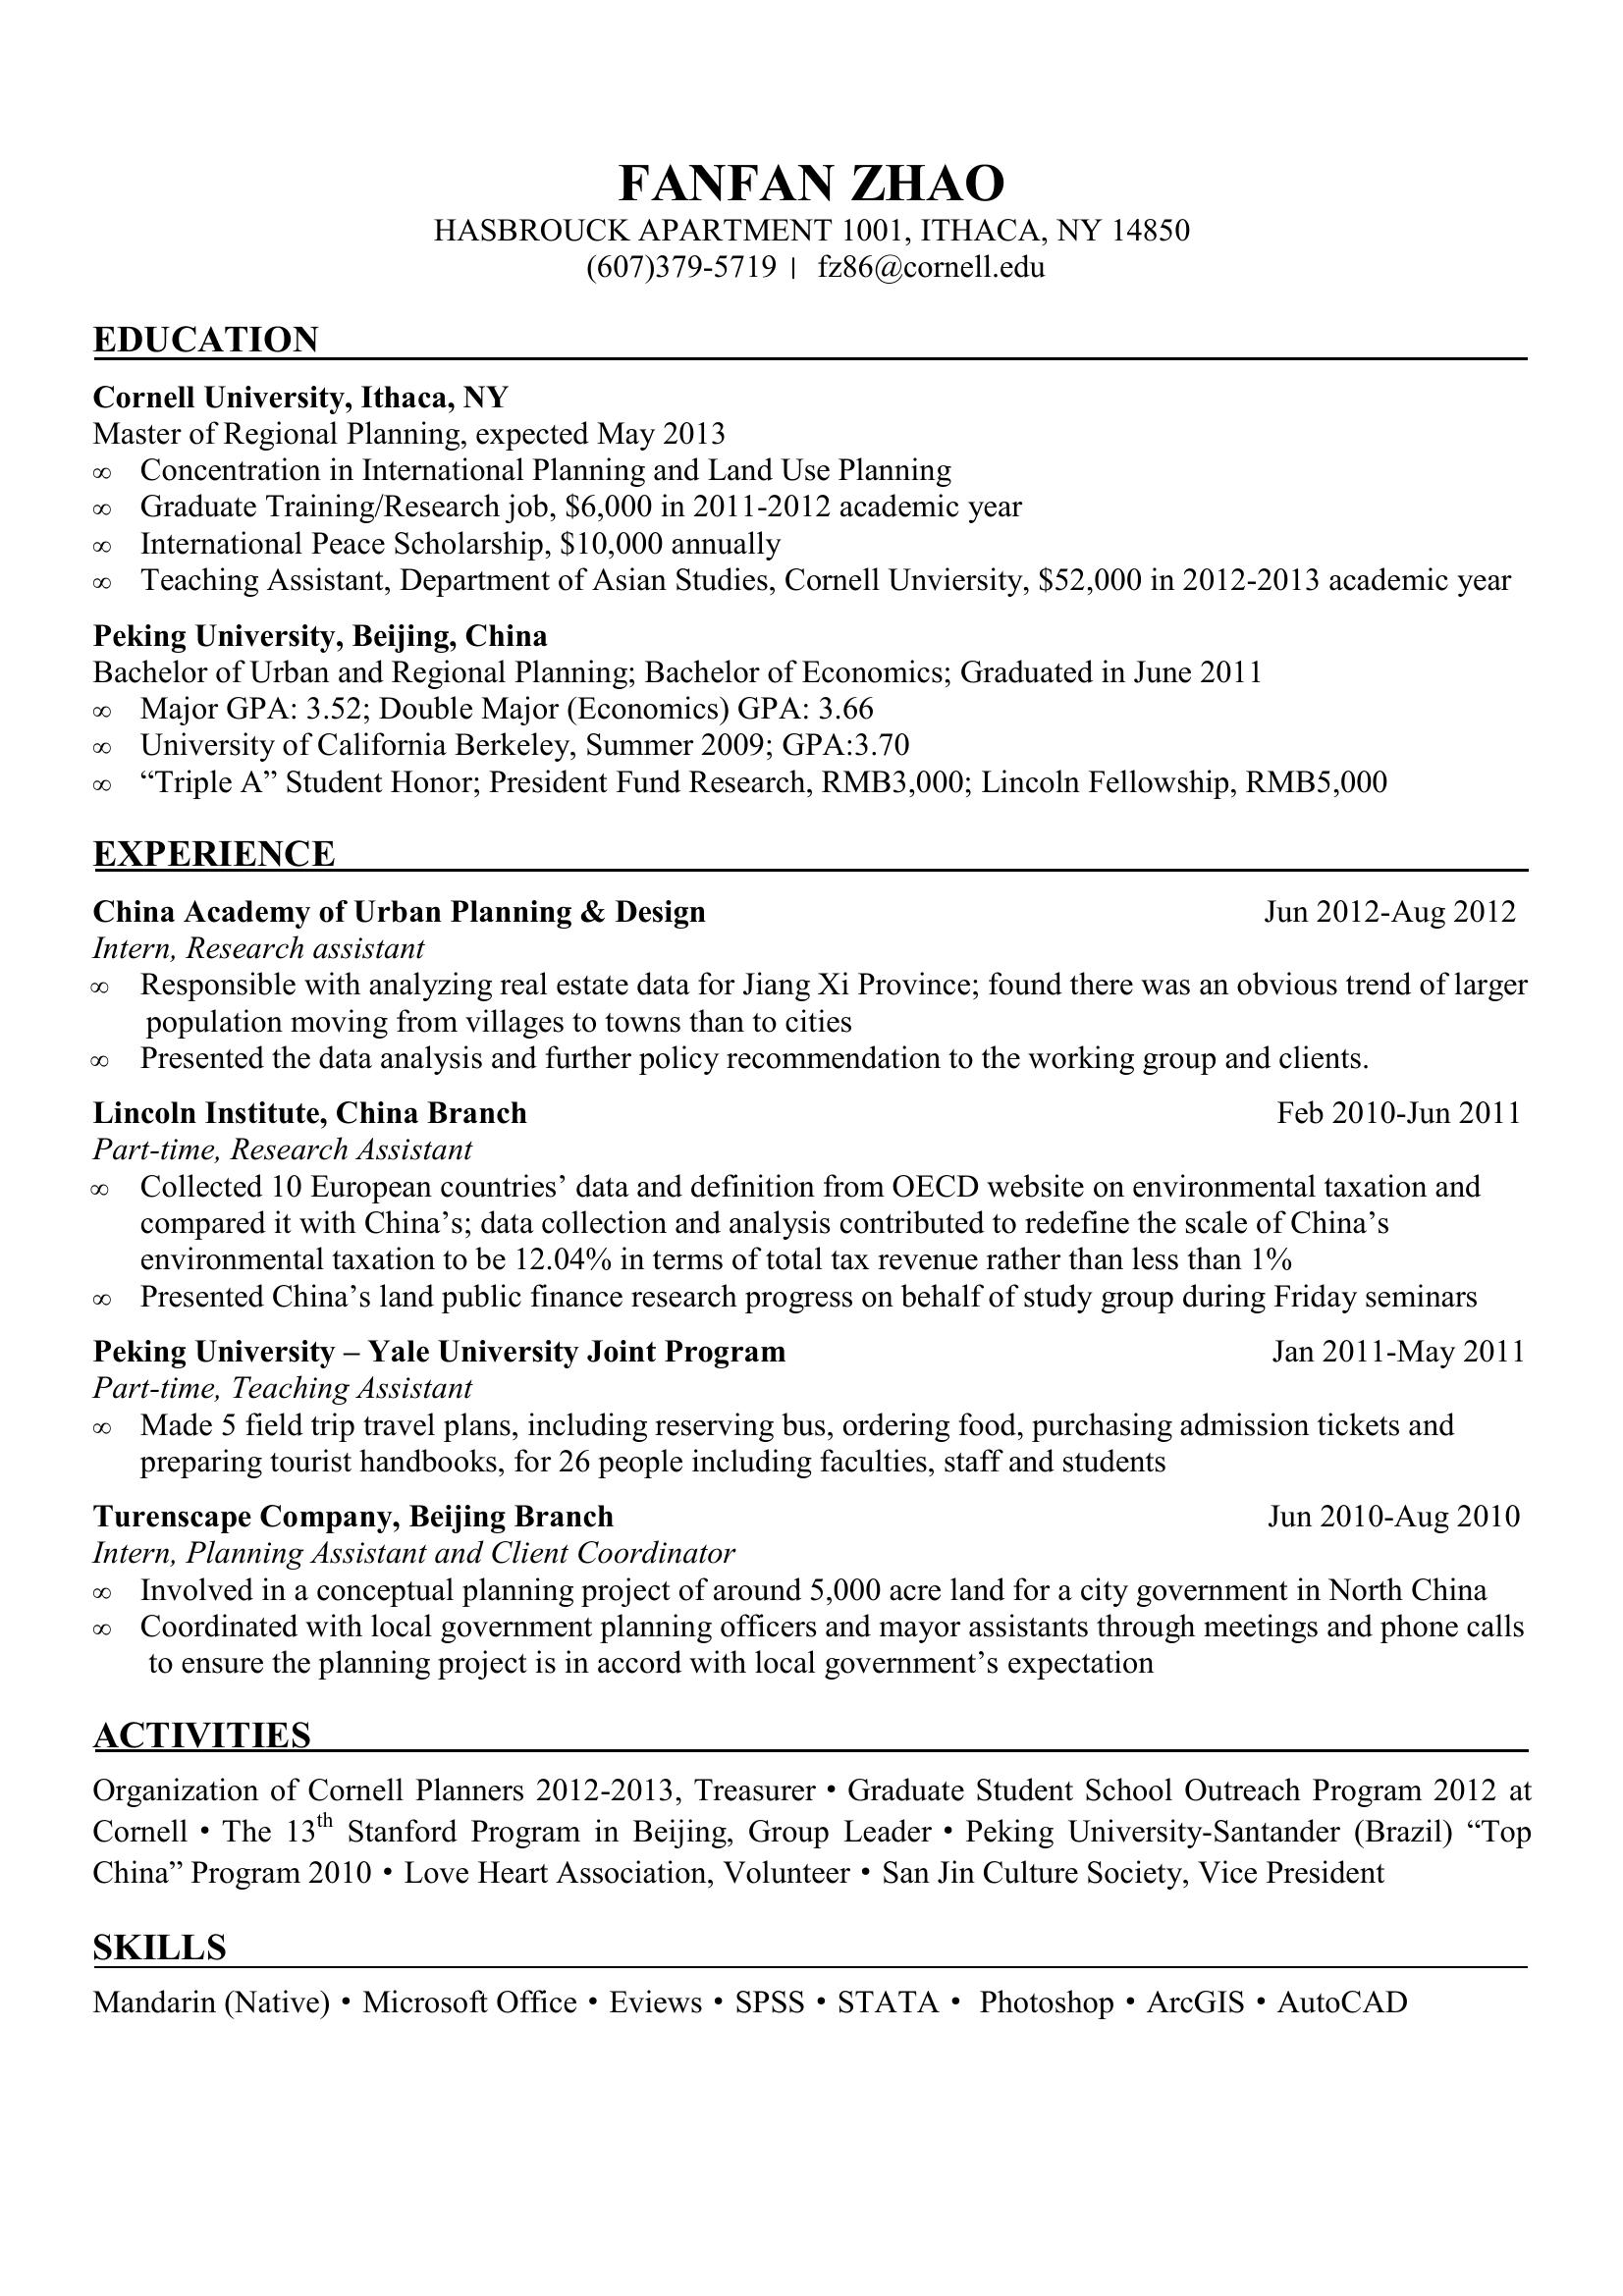 FANFAN ZHAO
HASBROUCK APARTMENT 1001, ITHACA, NY 14850
(607)379-5719 | fz86@cornell.edu
EDUCATION
Cornell University, Ithaca, NY
Master of Regional Planning, expected May 2013
∞ Concentration in International Planning and Land Use Planning
∞ Graduate Training/Research job, $6,000 in 2011-2012 academic year
∞ International Peace Scholarship, $10,000 annually
∞ Teaching Assistant, Department of Asian Studies, Cornell Unviersity, $52,000 in 2012-2013 academic year
Peking University, Beijing, China
Bachelor of Urban and Regional Planning; Bachelor of Economics; Graduated in June 2011
∞ Major GPA: 3.52; Double Major (Economics) GPA: 3.66
∞ University of California Berkeley, Summer 2009; GPA:3.70
∞ “Triple A” Student Honor; President Fund Research, RMB3,000; Lincoln Fellowship, RMB5,000
EXPERIENCE
China Academy of Urban Planning & Design Jun 2012-Aug 2012
Intern, Research assistant
∞ Responsible with analyzing real estate data for Jiang Xi Province; found there was an obvious trend of larger
population moving from villages to towns than to cities
∞ Presented the data analysis and further policy recommendation to the working group and clients.
Lincoln Institute, China Branch Feb 2010-Jun 2011
Part-time, Research Assistant
∞ Collected 10 European countries’ data and definition from OECD website on environmental taxation and
compared it with China’s; data collection and analysis contributed to redefine the scale of China’s
environmental taxation to be 12.04% in terms of total tax revenue rather than less than 1%
∞ Presented China’s land public finance research progress on behalf of study group during Friday seminars
Peking University – Yale University Joint Program Jan 2011-May 2011
Part-time, Teaching Assistant
∞ Made 5 field trip travel plans, including reserving bus, ordering food, purchasing admission tickets and
preparing tourist handbooks, for 26 people including faculties, staff and students
Turenscape Company, Beijing Branch Jun 2010-Aug 2010
Intern, Planning Assistant and Client Coordinator
∞ Involved in a conceptual planning project of around 5,000 acre land for a city government in North China
∞ Coordinated with local government planning officers and mayor assistants through meetings and phone calls
to ensure the planning project is in accord with local government’s expectation
ACTIVITIES
Organization of Cornell Planners 2012-2013, Treasurer • Graduate Student School Outreach Program 2012 at
Cornell • The 13th Stanford Program in Beijing, Group Leader • Peking University-Santander (Brazil) “Top
China” Program 2010 • Love Heart Association, Volunteer • San Jin Culture Society, Vice President
SKILLS
Mandarin (Native) • Microsoft Office • Eviews • SPSS • STATA • Photoshop • ArcGIS • AutoCAD